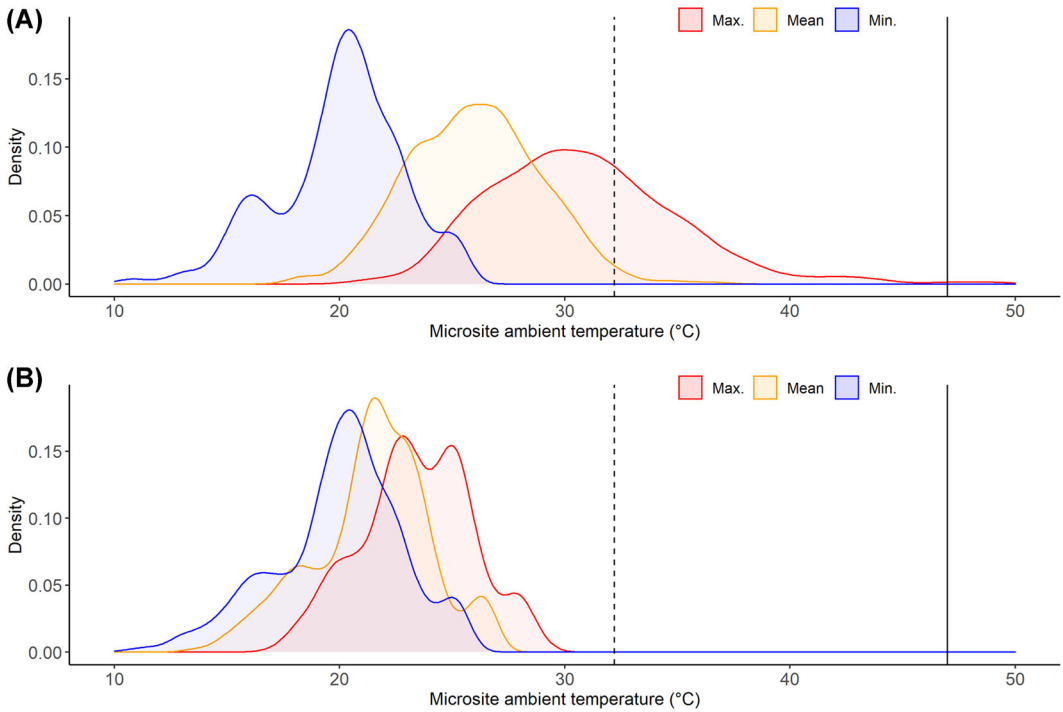 (A)
Max. Mean Min.
0.15
0.10
0.05
0.00
Density
10 20 30 40 50
Microsite ambient temperature (°C)
(B)
Max. Mean Min.
0.15
0.10
0.05
0.00
Density
10 20 30 40 50
Microsite ambient temperature (°C)